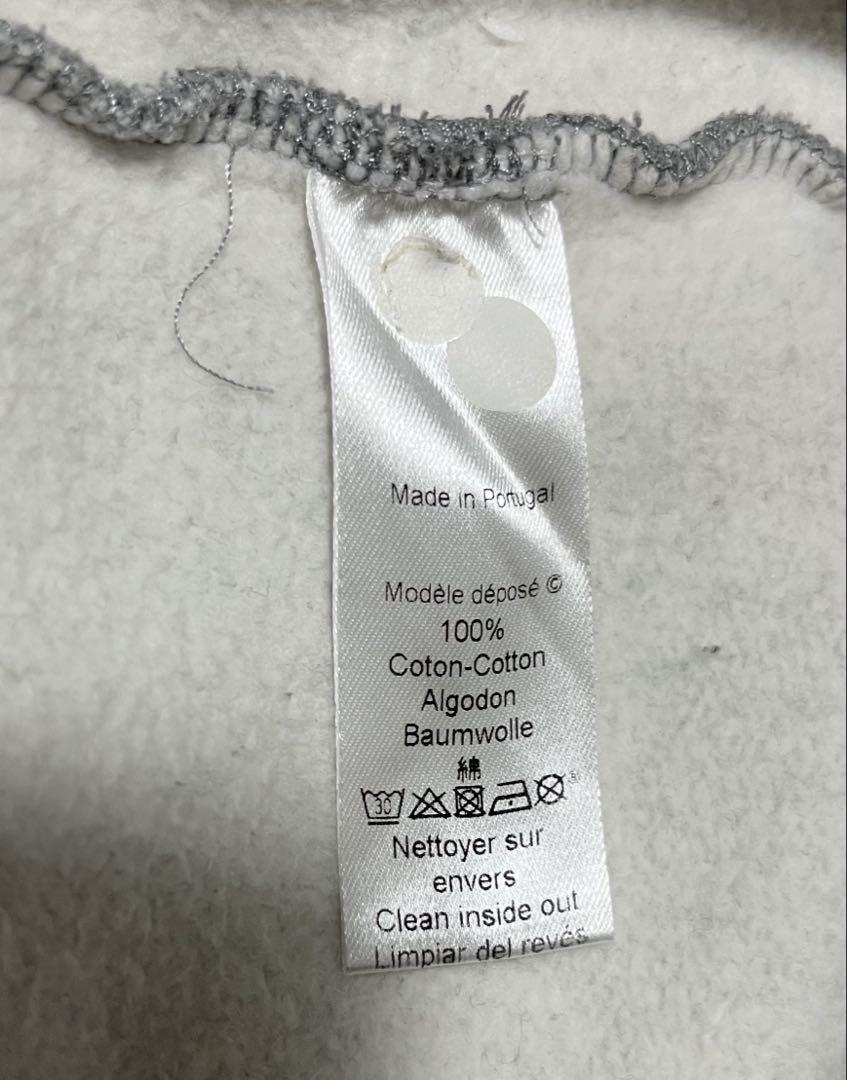 Made in Portugal
Modèle déposé ©
100%
Coton-Cotton
Algodon
Baumwolle
綿
30
Nettoyer sur
envers
Clean inside out
Limpiar del revés